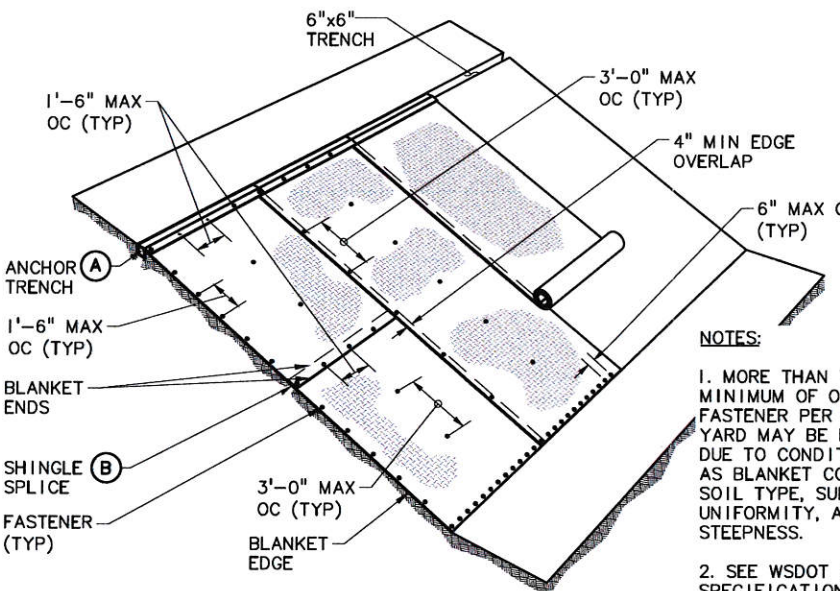 6"x6"
TRENCH
1'-6" MAX
OC (TYP)
3'-0" MAX
OC (TYP)
4" MIN EDGE
OVERLAP
6" MAX
(TYP)
ANCHOR
TRENCH
A
1'-6" MAX
OC (TYP)
BLANKET
ENDS
SHINGLE
SPLICE
B
FASTENER
(TYP)
3'-0" MAX
OC (TYP)
BLANKET
EDGE
NOTES:
1. MORE THAN
MINIMUM OF
FASTENER PER
YARD MAY BE
DUE TO
AS BLANKET
SOIL TYPE,
UNIFORMITY,
STEEPNESS.
2. SEE WSDOT